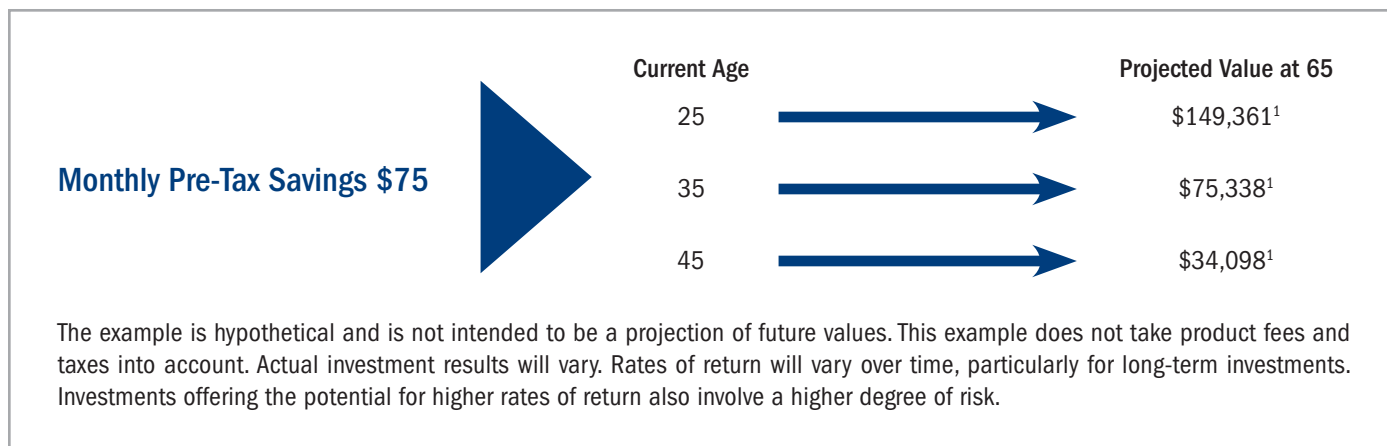 Current Age Projected Value at 65
25 $149,361¹
Monthly Pre-Tax Savings $75
35 $75,338¹
45 $34,098¹
The example is hypothetical and is not intended to be a projection of future values. This example does not take product fees and
taxes into account. Actual investment results will vary. Rates of return will vary over time, particularly for long-term investments.
Investments offering the potential for higher rates of return also involve a higher degree of risk.